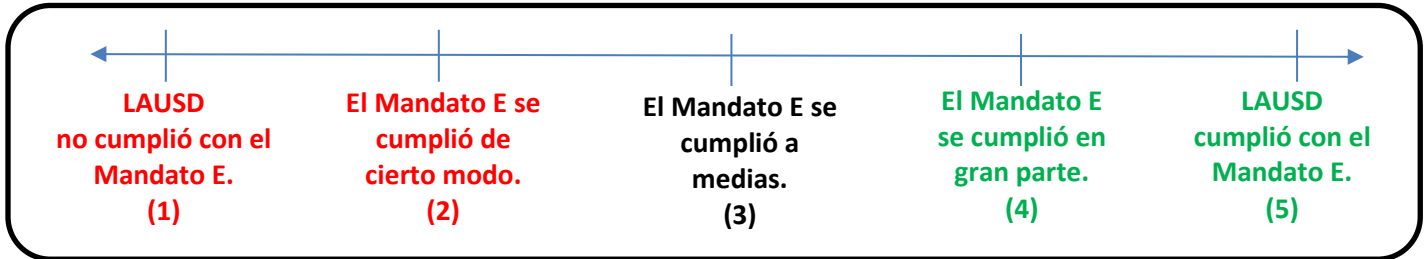 LAUSD
no cumplió con el
Mandato E.
(1)
El Mandato E se
cumplió de
cierto modo.
(2)
El Mandato E se
cumplió a
medias.
(3)
El Mandato E
se cumplió en
gran parte.
(4)
LAUSD
cumplió con el
Mandato E.
(5)